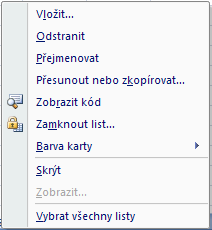 Vložit...
Odstranit
Přejmenovat
Přesunout nebo zkopírovat...
Zobrazit kód
Zamknout list...
Barva karty
Skrýt
Zobrazit...
Vybrat všechny listy